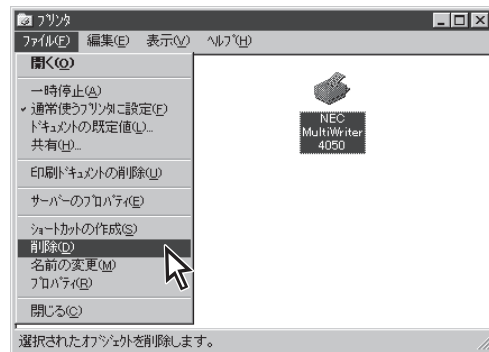 プリンタ
ファイル(F) 編集(E) 表示(V) ヘルプ(H)
開く(O)
一時停止(A)
通常使うプリンタに設定(F)
ドキュメントの既定値(L)...
共有(H)...
印刷ドキュメントの削除(U)
サーバーのプロパティ(E)
ショートカットの作成(S)
削除(D)
名前の変更(M)
プロパティ(R)
閉じる(C)
NEC
MultiWriter
4050
選択されたオブジェクトを削除します。